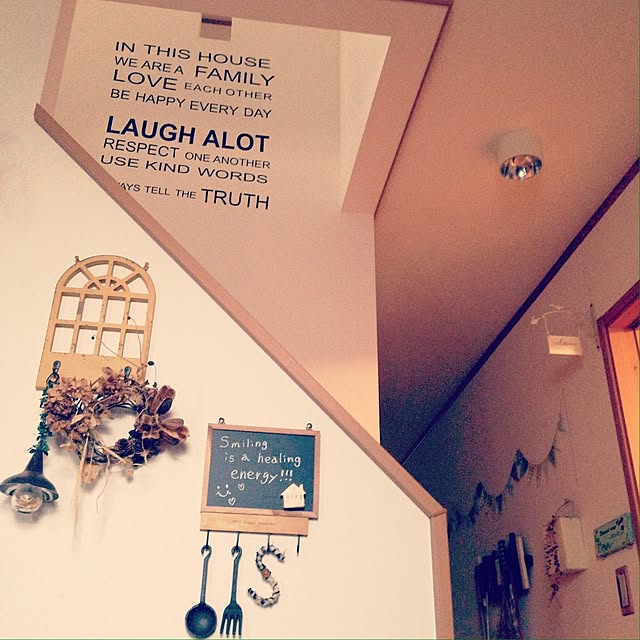 IN THIS HOUSE
WE ARE A FAMILY
LOVE EACH OTHER
BE HAPPY EVERY DAY
LAUGH ALOT
RESPECT ONE ANOTHER
USE KIND WORDS
AYS TELL THE TRUTH
Smiling
is a healing
energy!!!
S